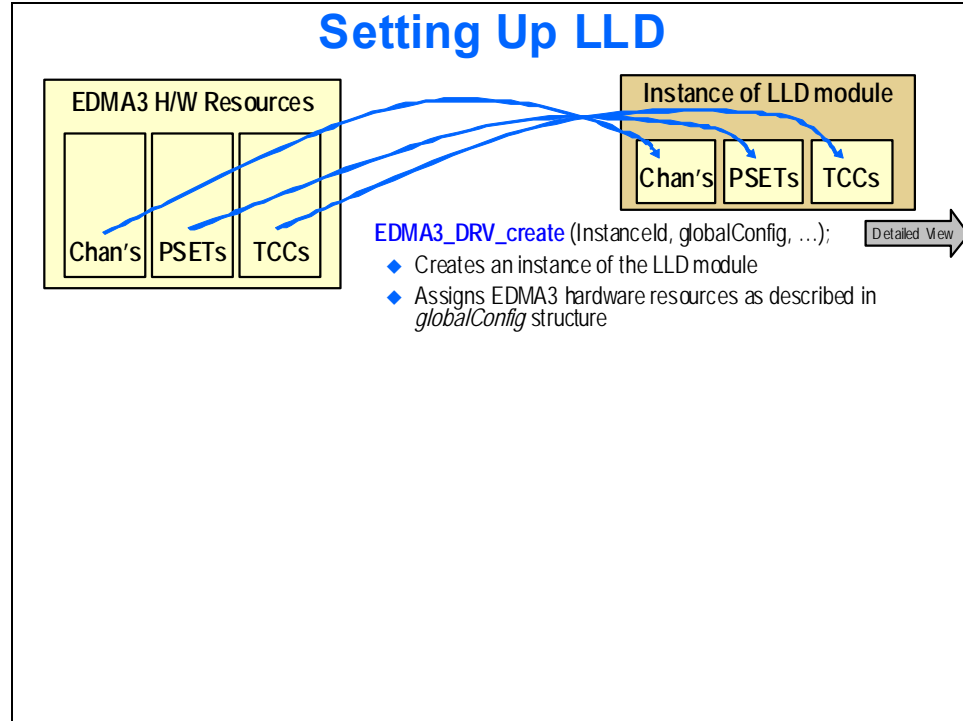 Setting Up LLD
EDMA3 H/W Resources
Chan's
PSETs
TCCs
Instance of LLD module
Chan's
PSETs
TCCs
EDMA3_DRV_create (InstanceId, globalConfig, …);
Detailed View
◆ Creates an instance of the LLD module
◆ Assigns EDMA3 hardware resources as described in
globalConfig structure